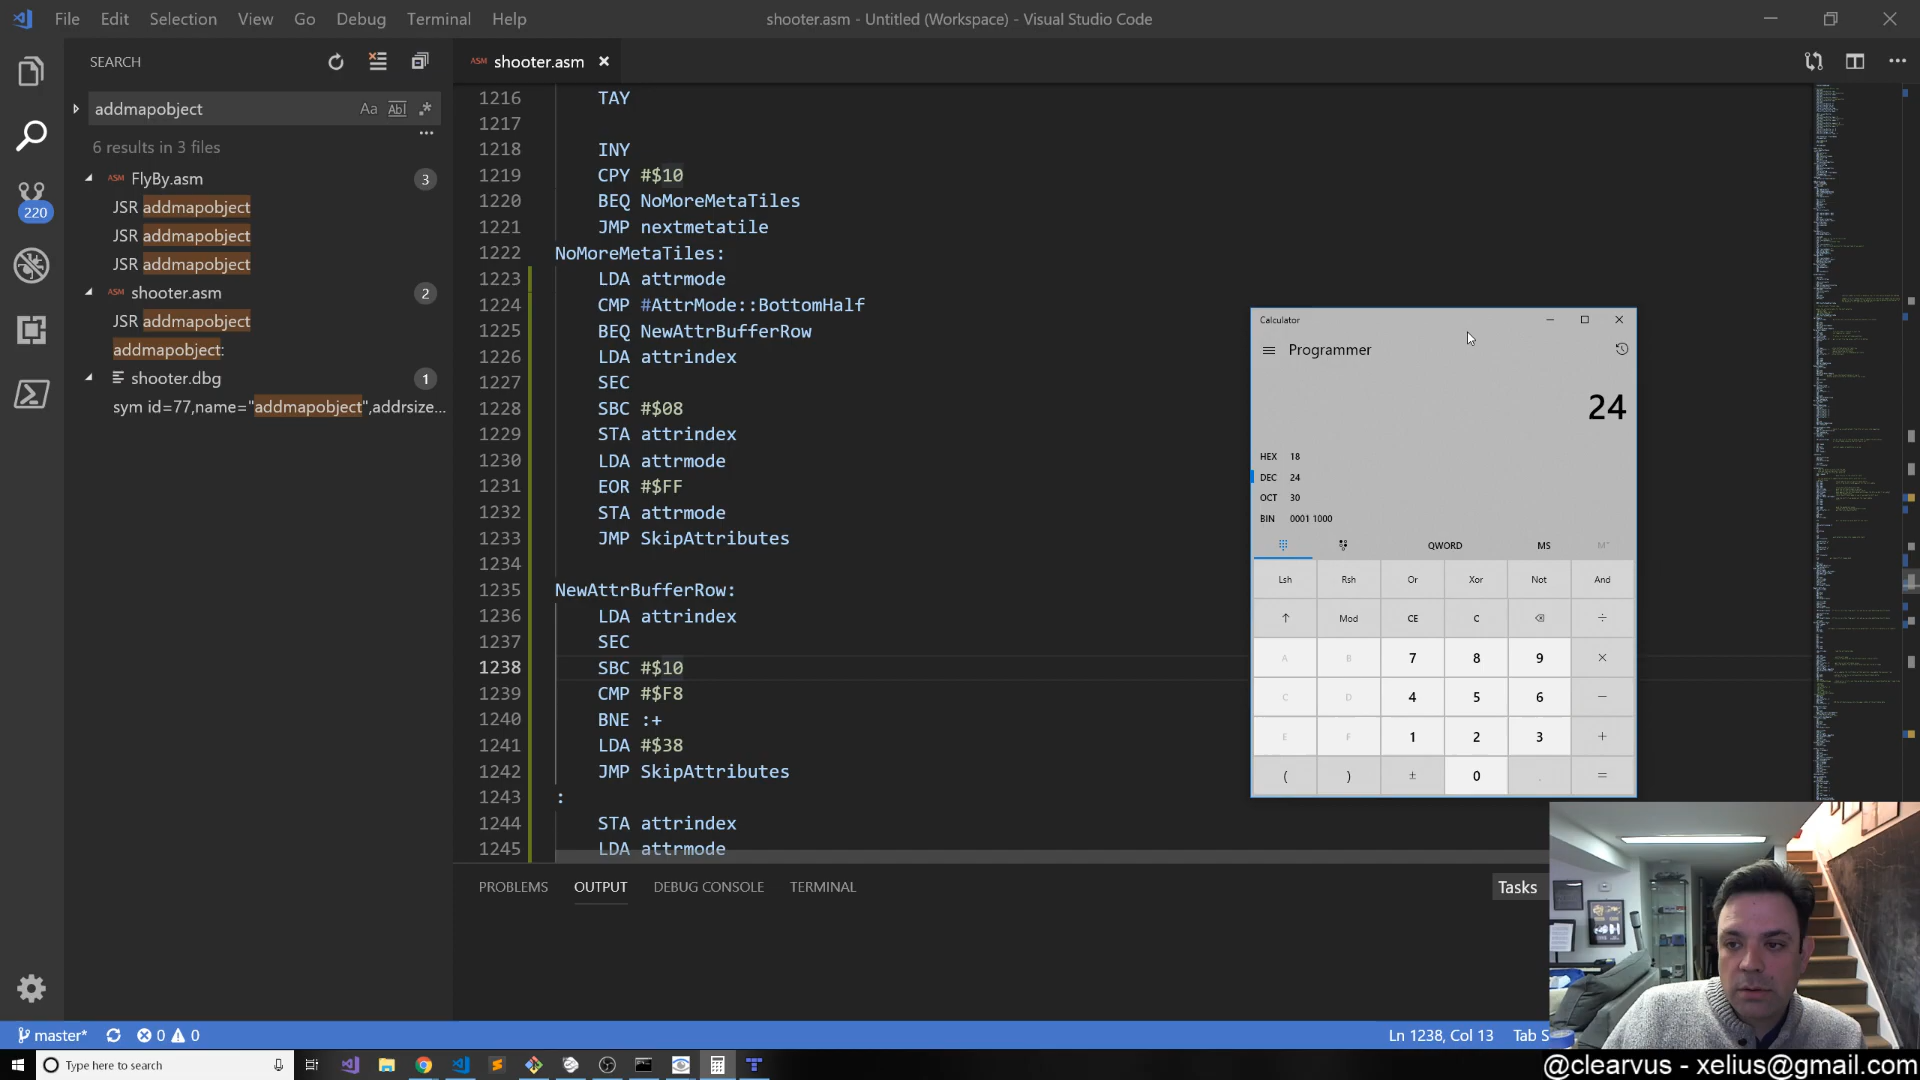 File Edit Selection View Go Debug Terminal Help
shooter.asm - Untitled (Workspace) - Visual Studio Code
SEARCH
ASM shooter.asm
addmapobject Aa Abl .*
6 results in 3 files
ASM FlyBy.asm 3
JSR addmapobject
JSR addmapobject
JSR addmapobject
ASM shooter.asm 2
JSR addmapobject
addmapobject:
shooter.dbg 1
sym id=77,name="addmapobject",addrsize...
220
1216 TAY
1217
1218 INY
1219 CPY #$10
1220 BEQ NoMoreMetaTiles
1221 JMP nextmetatile
1222 NoMoreMetaTiles:
1223 LDA attrmode
1224 CMP #AttrMode::BottomHalf
1225 BEQ NewAttrBufferRow
1226 LDA attrindex
1227 SEC
1228 SBC #$08
1229 STA attrindex
1230 LDA attrmode
1231 EOR #$FF
1232 STA attrmode
1233 JMP SkipAttributes
1234
1235 NewAttrBufferRow:
1236 LDA attrindex
1237 SEC
1238 SBC #$10
1239 CMP #$F8
1240 BNE :+
1241 LDA #$38
1242 JMP SkipAttributes
1243 :
1244 STA attrindex
1245 LDA attrmode
Calculator
Programmer
24
HEX 18
DEC 24
OCT 30
BIN 0001 1000
QWORD MS M˅
Lsh Rsh Or Xor Not And
↑ Mod CE C ÷
A B 7 8 9 ×
C D 4 5 6 −
E F 1 2 3 +
( ) ± 0 . =
PROBLEMS OUTPUT DEBUG CONSOLE TERMINAL
Tasks
master* 0 0
Ln 1238, Col 13 Tab S
Type here to search
@clearvus - xelius@gmail.com